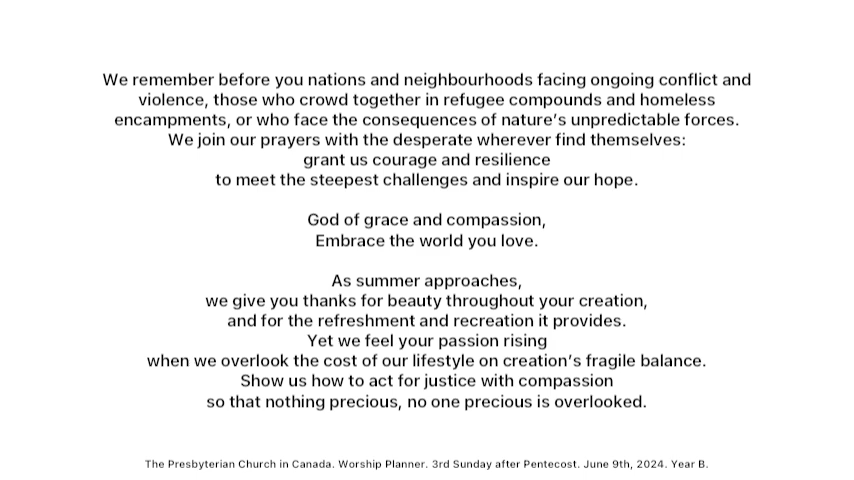 We remember before you nations and neighbourhoods facing ongoing conflict and
violence, those who crowd together in refugee compounds and homeless
encampments, or who face the consequences of nature's unpredictable forces.
We join our prayers with the desperate wherever find themselves:
grant us courage and resilience
to meet the steepest challenges and inspire our hope.
God of grace and compassion,
Embrace the world you love.
As summer approaches,
we give you thanks for beauty throughout your creation,
and for the refreshment and recreation it provides.
Yet we feel your passion rising
when we overlook the cost of our lifestyle on creation's fragile balance.
Show us how to act for justice with compassion
so that nothing precious, no one precious is overlooked.
The Presbyterian Church in Canada. Worship Planner. 3rd Sunday after Pentecost. June 9th, 2024. Year B.